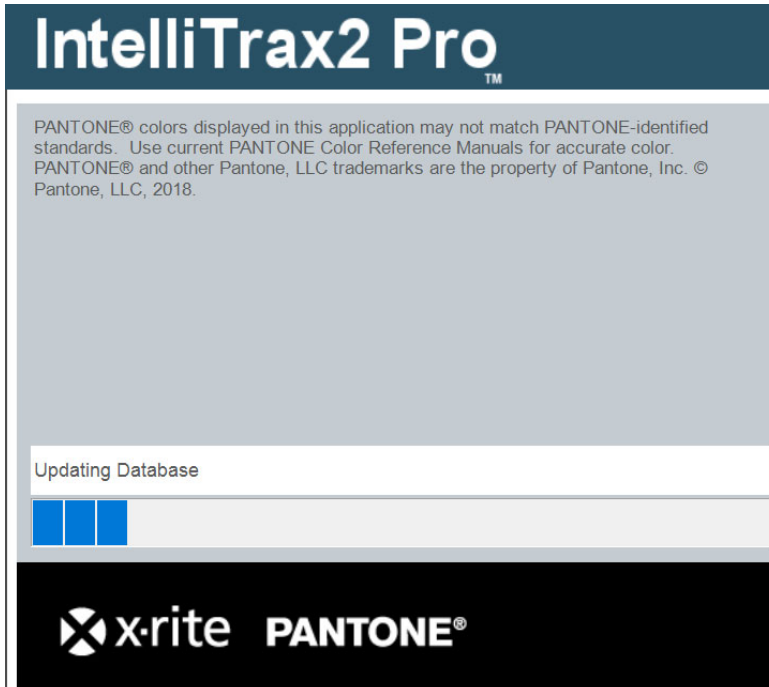 IntelliTrax2 Pro™
PANTONE® colors displayed in this application may not match PANTONE-identified
standards.  Use current PANTONE Color Reference Manuals for accurate color.
PANTONE® and other Pantone, LLC trademarks are the property of Pantone, Inc. ©
Pantone, LLC, 2018.
Updating Database
x·rite PANTONE®